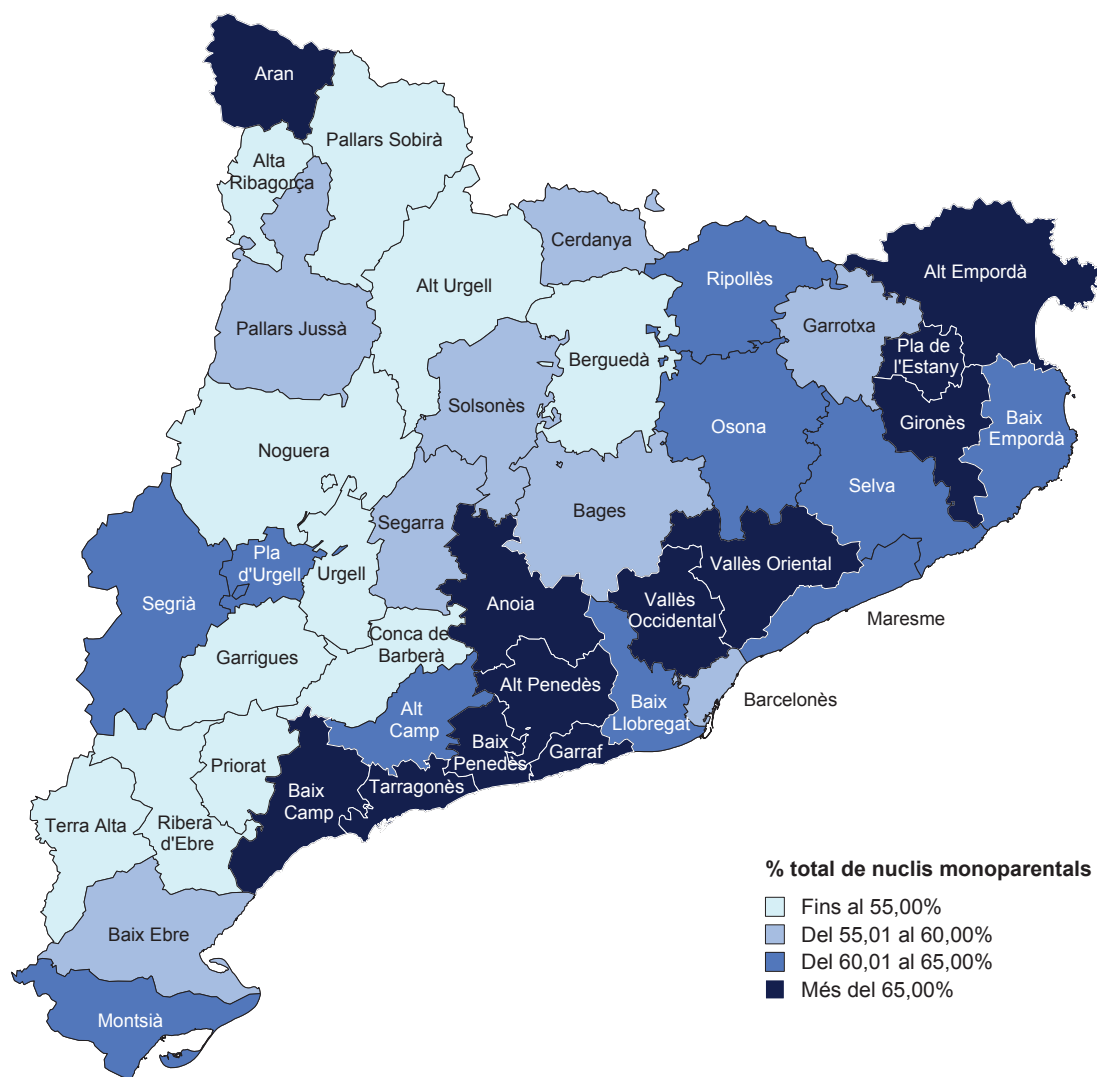 Aran
Pallars Sobirà
Alta
Ribagorça
Cerdanya
Alt Urgell
Ripollès
Alt Empordà
Pallars Jussà
Garrotxa
Berguedà
Pla de
l'Estany
Solsonès
Gironès
Baix
Empordà
Osona
Noguera
Selva
Segarra
Bages
Pla
d'Urgell
Urgell
Vallès Oriental
Segrià
Anoia
Vallès
Occidental
Maresme
Conca de
Barberà
Garrigues
Alt Penedès
Baix
Llobregat
Barcelonès
Alt
Camp
Baix
Penedès
Garraf
Priorat
Tarragonès
Baix
Camp
Terra Alta
Ribera
d'Ebre
Baix Ebre
Montsià
% total de nuclis monoparentals
Fins al 55,00%
Del 55,01 al 60,00%
Del 60,01 al 65,00%
Més del 65,00%